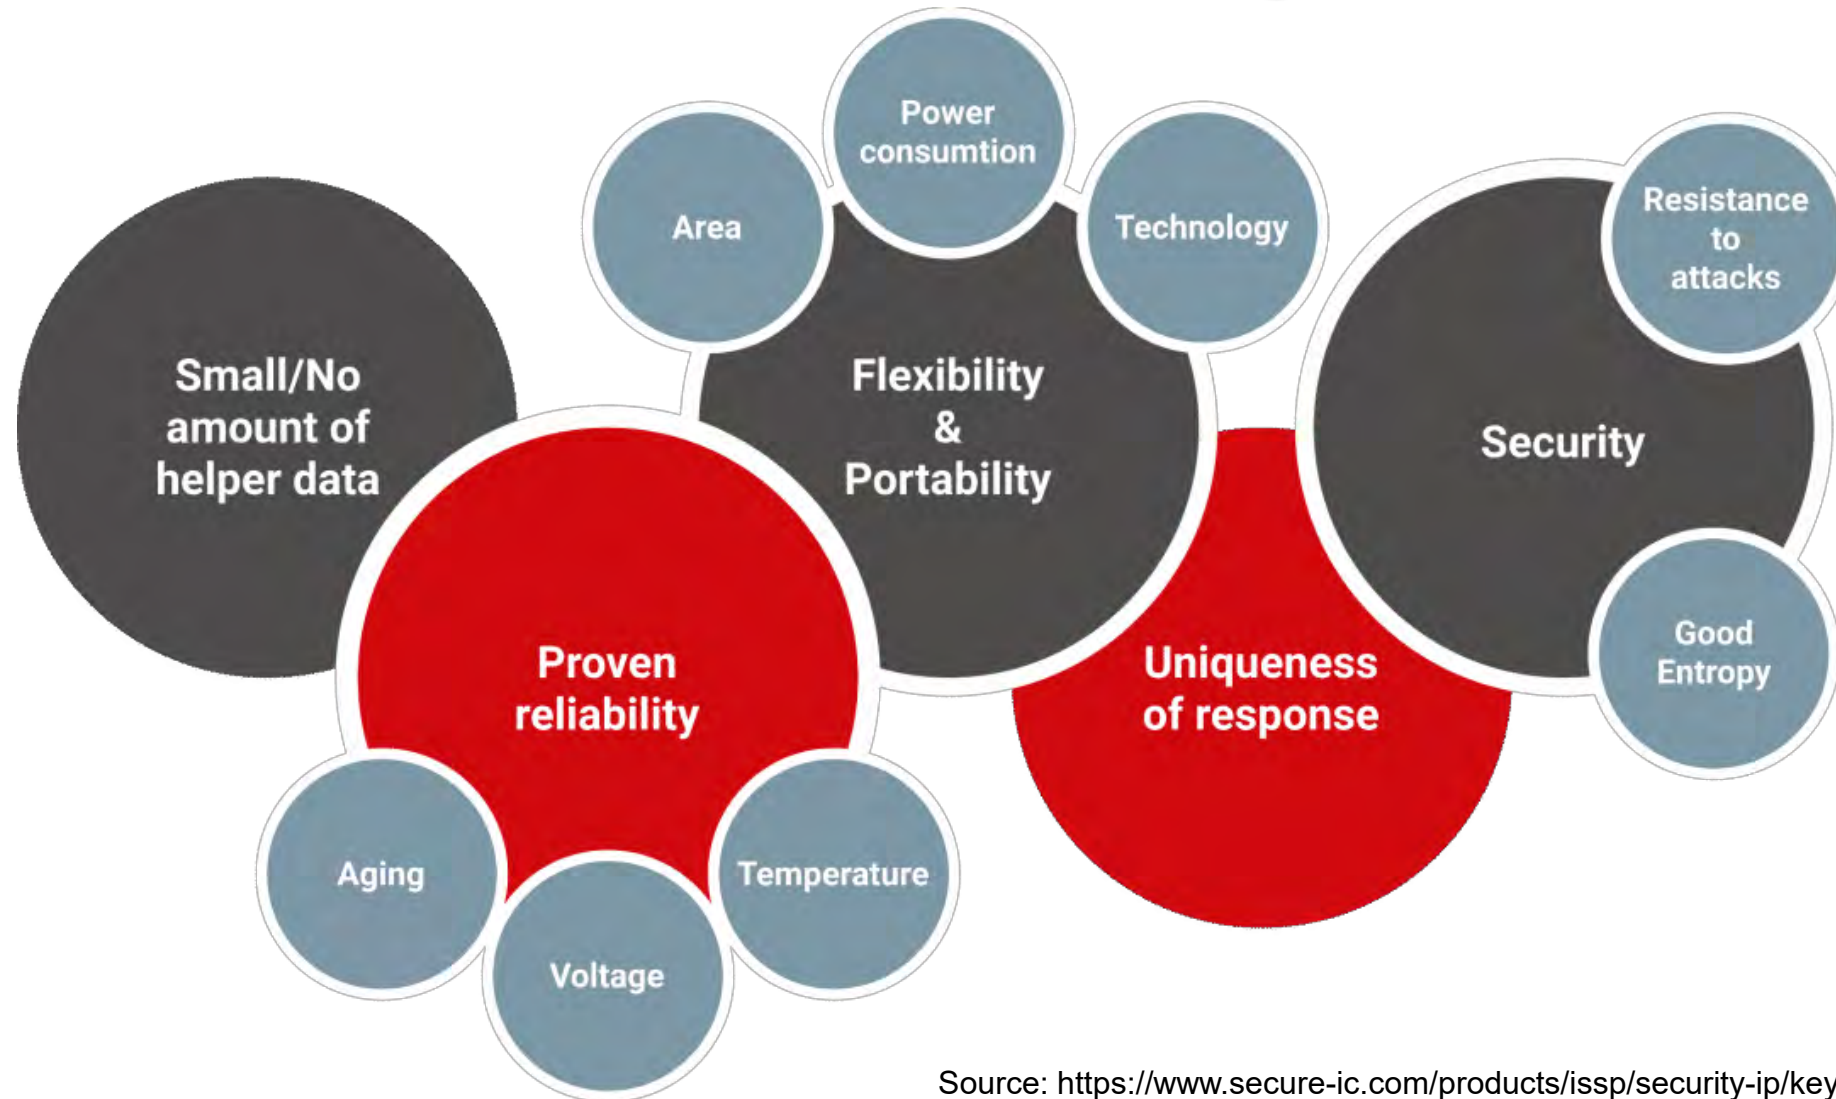 Power
consumtion
Area
Technology
Resistance
to
attacks
Small/No
amount of
helper data
Flexibility
&
Portability
Security
Proven
reliability
Uniqueness
of response
Good
Entropy
Aging
Temperature
Voltage
Source: https://www.secure-ic.com/products/issp/security-ip/key